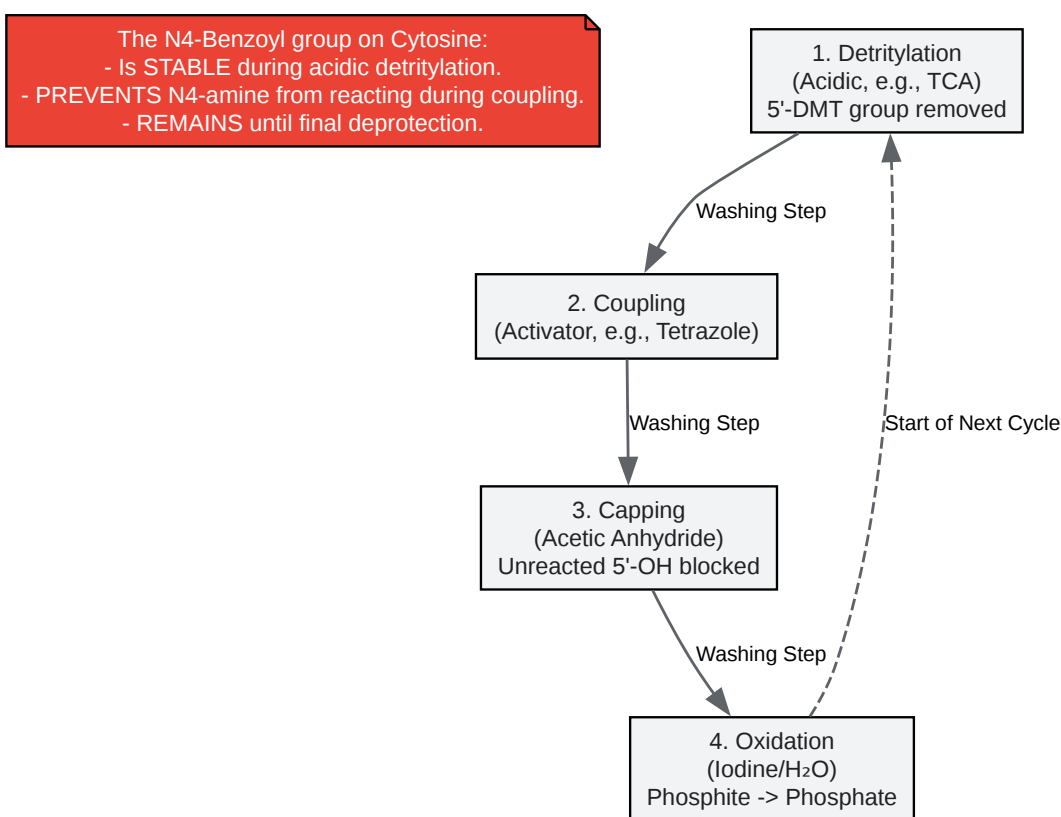 The N4-Benzoyl group on Cytosine:
- Is STABLE during acidic detritylation.
- PREVENTS N4-amine from reacting during coupling.
- REMAINS until final deprotection.
1. Detritylation
(Acidic, e.g., TCA)
5'-DMT group removed
Washing Step
2. Coupling
(Activator, e.g., Tetrazole)
Washing Step
Start of Next Cycle
3. Capping
(Acetic Anhydride)
Unreacted 5'-OH blocked
Washing Step
4. Oxidation
(Iodine/H₂O)
Phosphite -> Phosphate